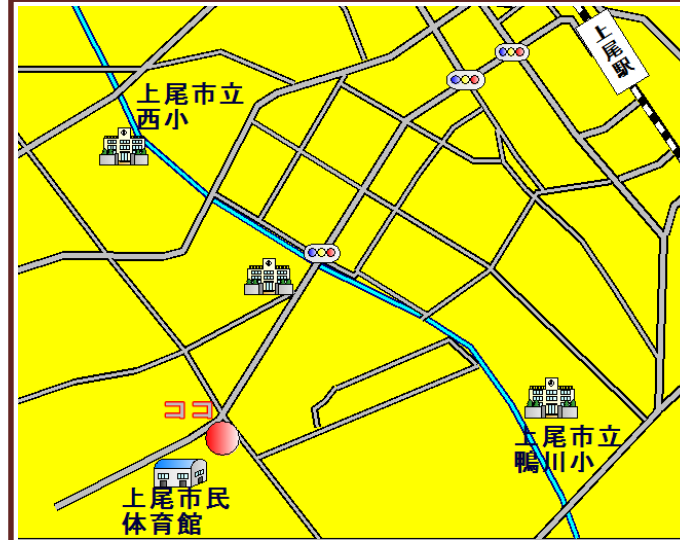 上尾駅
上尾市立
西小
ココ
上尾市立
鴨川小
上尾市民
体育館